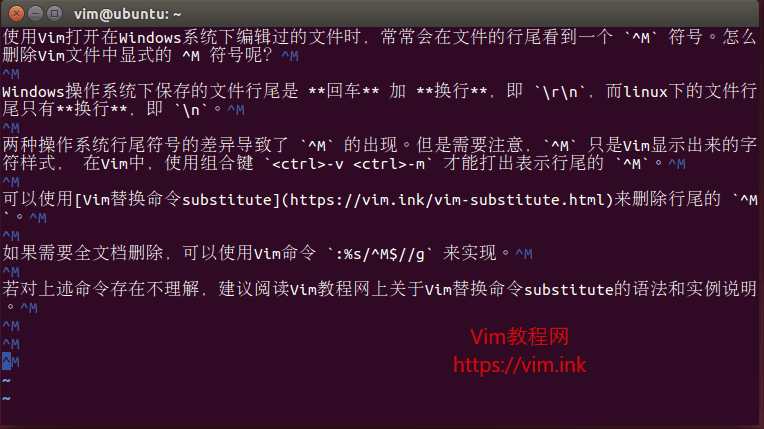 vim@ubuntu: ~
使用Vim打开在Windows系统下编辑过的文件时，常常会在文件的行尾看到一个 `^M` 符号。怎么
删除Vim文件中显式的 ^M 符号呢？^M
^M
Windows操作系统下保存的文件行尾是 **回车** 加 **换行**，即 `\r\n`，而linux下的文件行
尾只有**换行**，即 `\n`。^M
^M
两种操作系统行尾符号的差异导致了 `^M` 的出现。但是需要注意，`^M` 只是Vim显示出来的字
符样式， 在Vim中，使用组合键 `<ctrl>-v <ctrl>-m` 才能打出表示行尾的 `^M`。^M
^M
可以使用[Vim替换命令substitute](https://vim.ink/vim-substitute.html)来删除行尾的 `^M
`。^M
^M
如果需要全文档删除，可以使用Vim命令 `:%s/^M$//g` 来实现。^M
^M
若对上述命令存在不理解，建议阅读Vim教程网上关于Vim替换命令substitute的语法和实例说明
。^M
^M
^M
^M
~
~
Vim教程网
https://vim.ink